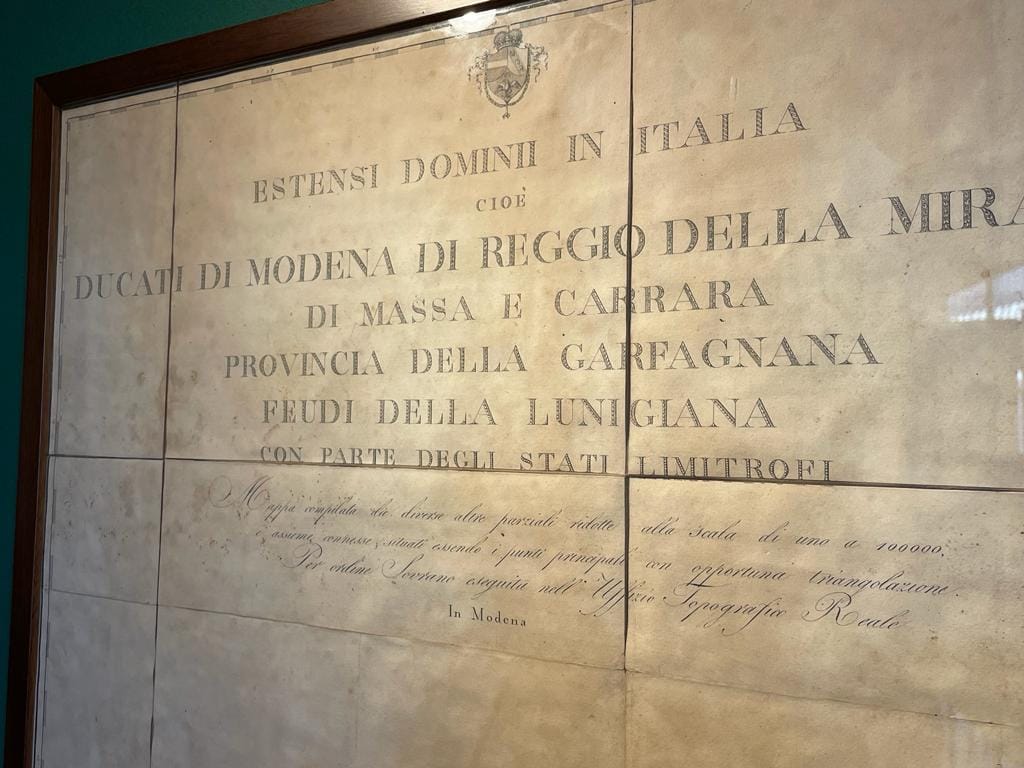 ESTENSI DOMINII IN ITALIA
CIOÈ
DUCATI DI MODENA DI REGGIO DELLA MIRA
DI MASSA E CARRARA
PROVINCIA DELLA GARFAGNANA
FEUDI DELLA LUNIGIANA
CON PARTE DEGLI STATI LIMITROFI
Mappa compilata da diverse altre parziali ridotte alla scala di uno a 100000,
assieme connesse, situati essendo i punti principali con opportuna triangolazione.
Per ordine Sovrano eseguita nell' Uffizio Topografico Reale
In Modena